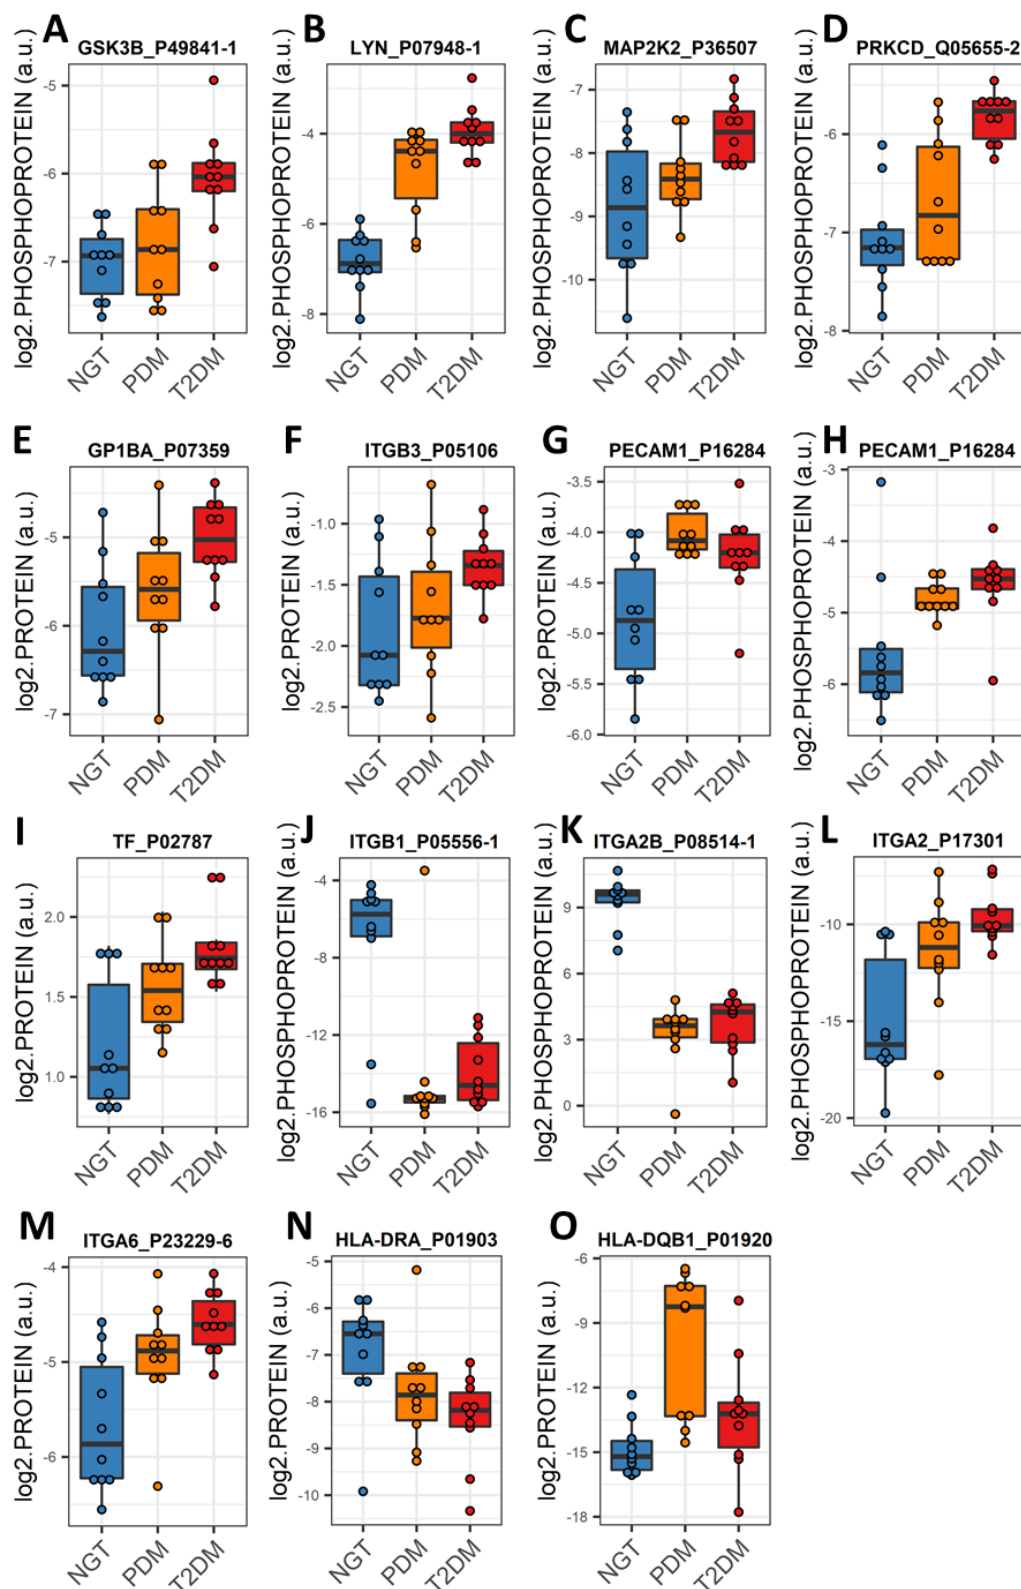 A
GSK3B_P49841-1
log2.PHOSPHOPROTEIN (a.u.)
-5
-6
-7
NGT
PDM
T2DM
B
LYN_P07948-1
log2.PHOSPHOPROTEIN (a.u.)
-4
-6
-8
NGT
PDM
T2DM
C
MAP2K2_P36507
log2.PHOSPHOPROTEIN (a.u.)
-7
-8
-9
-10
NGT
PDM
T2DM
D
PRKCD_Q05655-2
log2.PHOSPHOPROTEIN (a.u.)
-6
-7
-8
NGT
PDM
T2DM
E
GP1BA_P07359
log2.PROTEIN (a.u.)
-5
-6
-7
NGT
PDM
T2DM
F
ITGB3_P05106
log2.PROTEIN (a.u.)
-1.0
-1.5
-2.0
-2.5
NGT
PDM
T2DM
G
PECAM1_P16284
log2.PROTEIN (a.u.)
-3.5
-4.0
-4.5
-5.0
-5.5
-6.0
NGT
PDM
T2DM
H
PECAM1_P16284
log2.PHOSPHOPROTEIN (a.u.)
-3
-4
-5
-6
NGT
PDM
T2DM
I
TF_P02787
log2.PROTEIN (a.u.)
2.0
1.5
1.0
NGT
PDM
T2DM
J
ITGB1_P05556-1
log2.PHOSPHOPROTEIN (a.u.)
-4
-8
-12
-16
NGT
PDM
T2DM
K
ITGA2B_P08514-1
log2.PHOSPHOPROTEIN (a.u.)
9
6
3
0
NGT
PDM
T2DM
L
ITGA2_P17301
log2.PHOSPHOPROTEIN (a.u.)
-10
-15
-20
NGT
PDM
T2DM
M
ITGA6_P23229-6
log2.PROTEIN (a.u.)
-4
-5
-6
NGT
PDM
T2DM
N
HLA-DRA_P01903
log2.PROTEIN (a.u.)
-5
-6
-7
-8
-9
-10
NGT
PDM
T2DM
O
HLA-DQB1_P01920
log2.PROTEIN (a.u.)
-6
-9
-12
-15
-18
NGT
PDM
T2DM